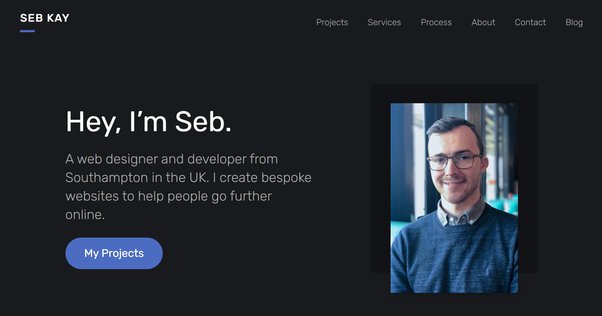 SEB KAY
Projects
Services
Process
About
Contact
Blog
Hey, I’m Seb.
A web designer and developer from
Southampton in the UK. I create bespoke
websites to help people go further
online.
My Projects